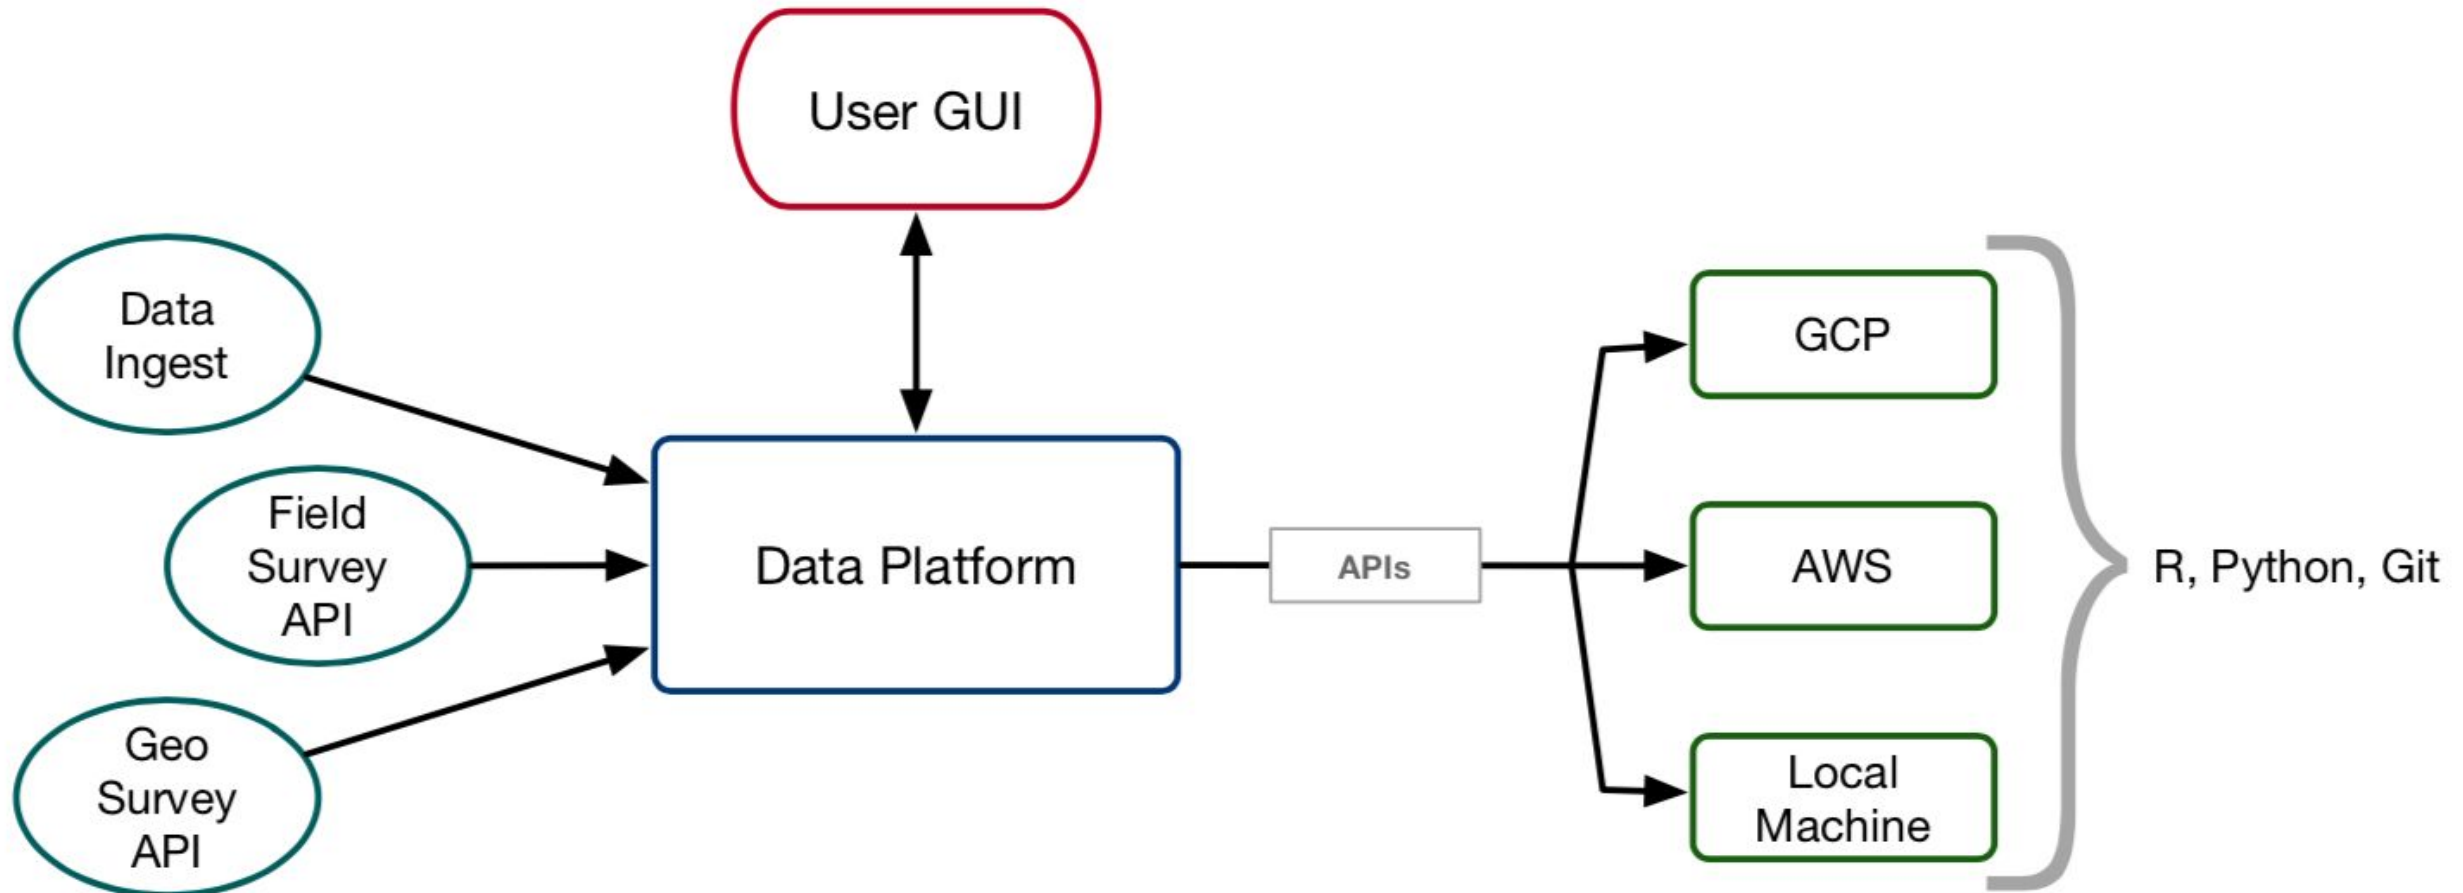 User GUI
Data
Ingest
Field
Survey
API
Geo
Survey
API
Data Platform
APIs
GCP
AWS
Local
Machine
R, Python, Git